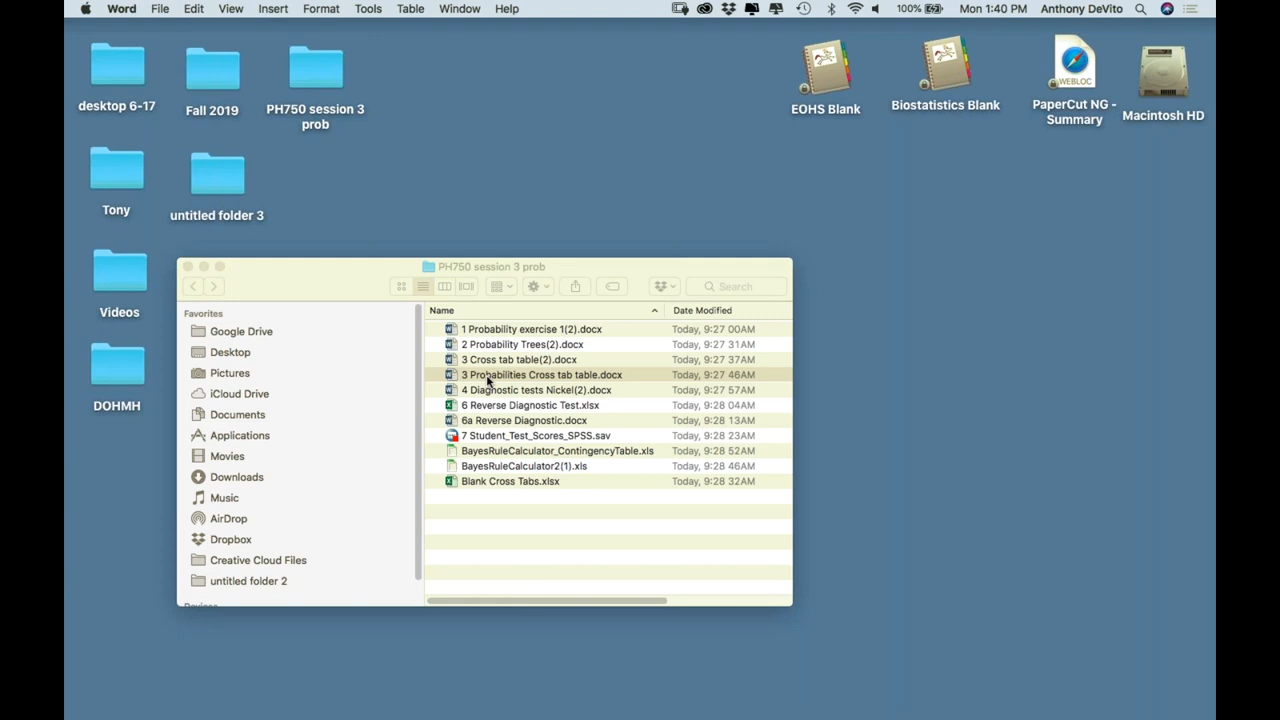 Word File Edit View Insert Format Tools Table Window Help 100% Mon 1:40 PM Anthony DeVito
desktop 6-17
Fall 2019
PH750 session 3
prob
EOHS Blank
Biostatistics Blank
WEBLOC
PaperCut NG -
Summary
Macintosh HD
Tony
untitled folder 3
Videos
DOHMH
PH750 session 3 prob
Search
Favorites
Google Drive
Desktop
Pictures
iCloud Drive
Documents
Applications
Movies
Downloads
Music
AirDrop
Dropbox
Creative Cloud Files
untitled folder 2
Name Date Modified
1 Probability exercise 1(2).docx Today, 9:27 00AM
2 Probability Trees(2).docx Today, 9:27 31AM
3 Cross tab table(2).docx Today, 9:27 37AM
3 Probabilities Cross tab table.docx Today, 9:27 46AM
4 Diagnostic tests Nickel(2).docx Today, 9:27 57AM
6 Reverse Diagnostic Test.xlsx Today, 9:28 04AM
6a Reverse Diagnostic.docx Today, 9:28 13AM
7 Student_Test_Scores_SPSS.sav Today, 9:28 23AM
BayesRuleCalculator_ContingencyTable.xls Today, 9:28 52AM
BayesRuleCalculator2(1).xls Today, 9:28 46AM
Blank Cross Tabs.xlsx Today, 9:28 32AM